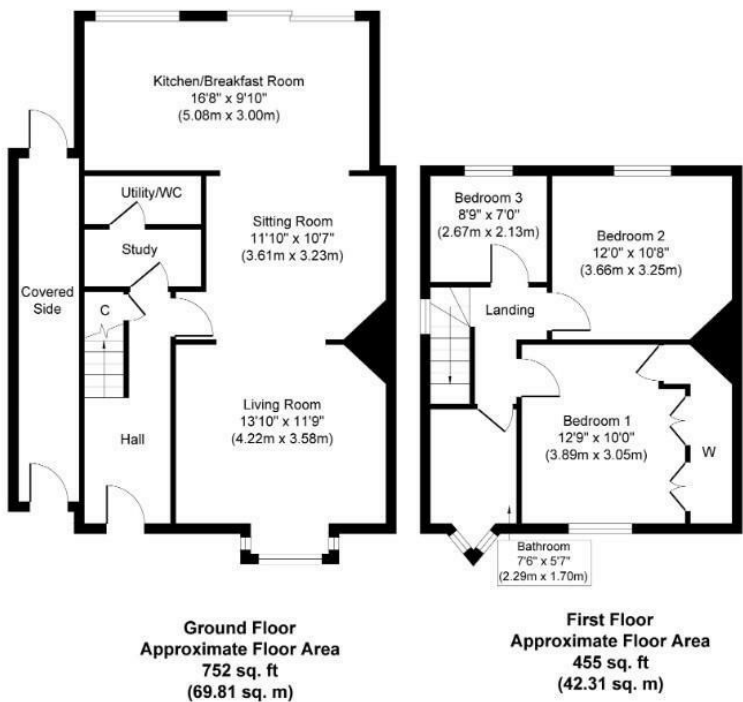 Kitchen/Breakfast Room
16'8" x 9'10"
(5.08m x 3.00m)
Utility/WC
Study
Sitting Room
11'10" x 10'7"
(3.61m x 3.23m)
Covered
Side
C
Living Room
13'10" x 11'9"
(4.22m x 3.58m)
Hall
Ground Floor
Approximate Floor Area
752 sq. ft
(69.81 sq. m)
Bedroom 3
8'9" x 7'0"
(2.67m x 2.13m)
Bedroom 2
12'0" x 10'8"
(3.66m x 3.25m)
Landing
Bedroom 1
12'9" x 10'0"
(3.89m x 3.05m)
W
Bathroom
7'6" x 5'7"
(2.29m x 1.70m)
First Floor
Approximate Floor Area
455 sq. ft
(42.31 sq. m)